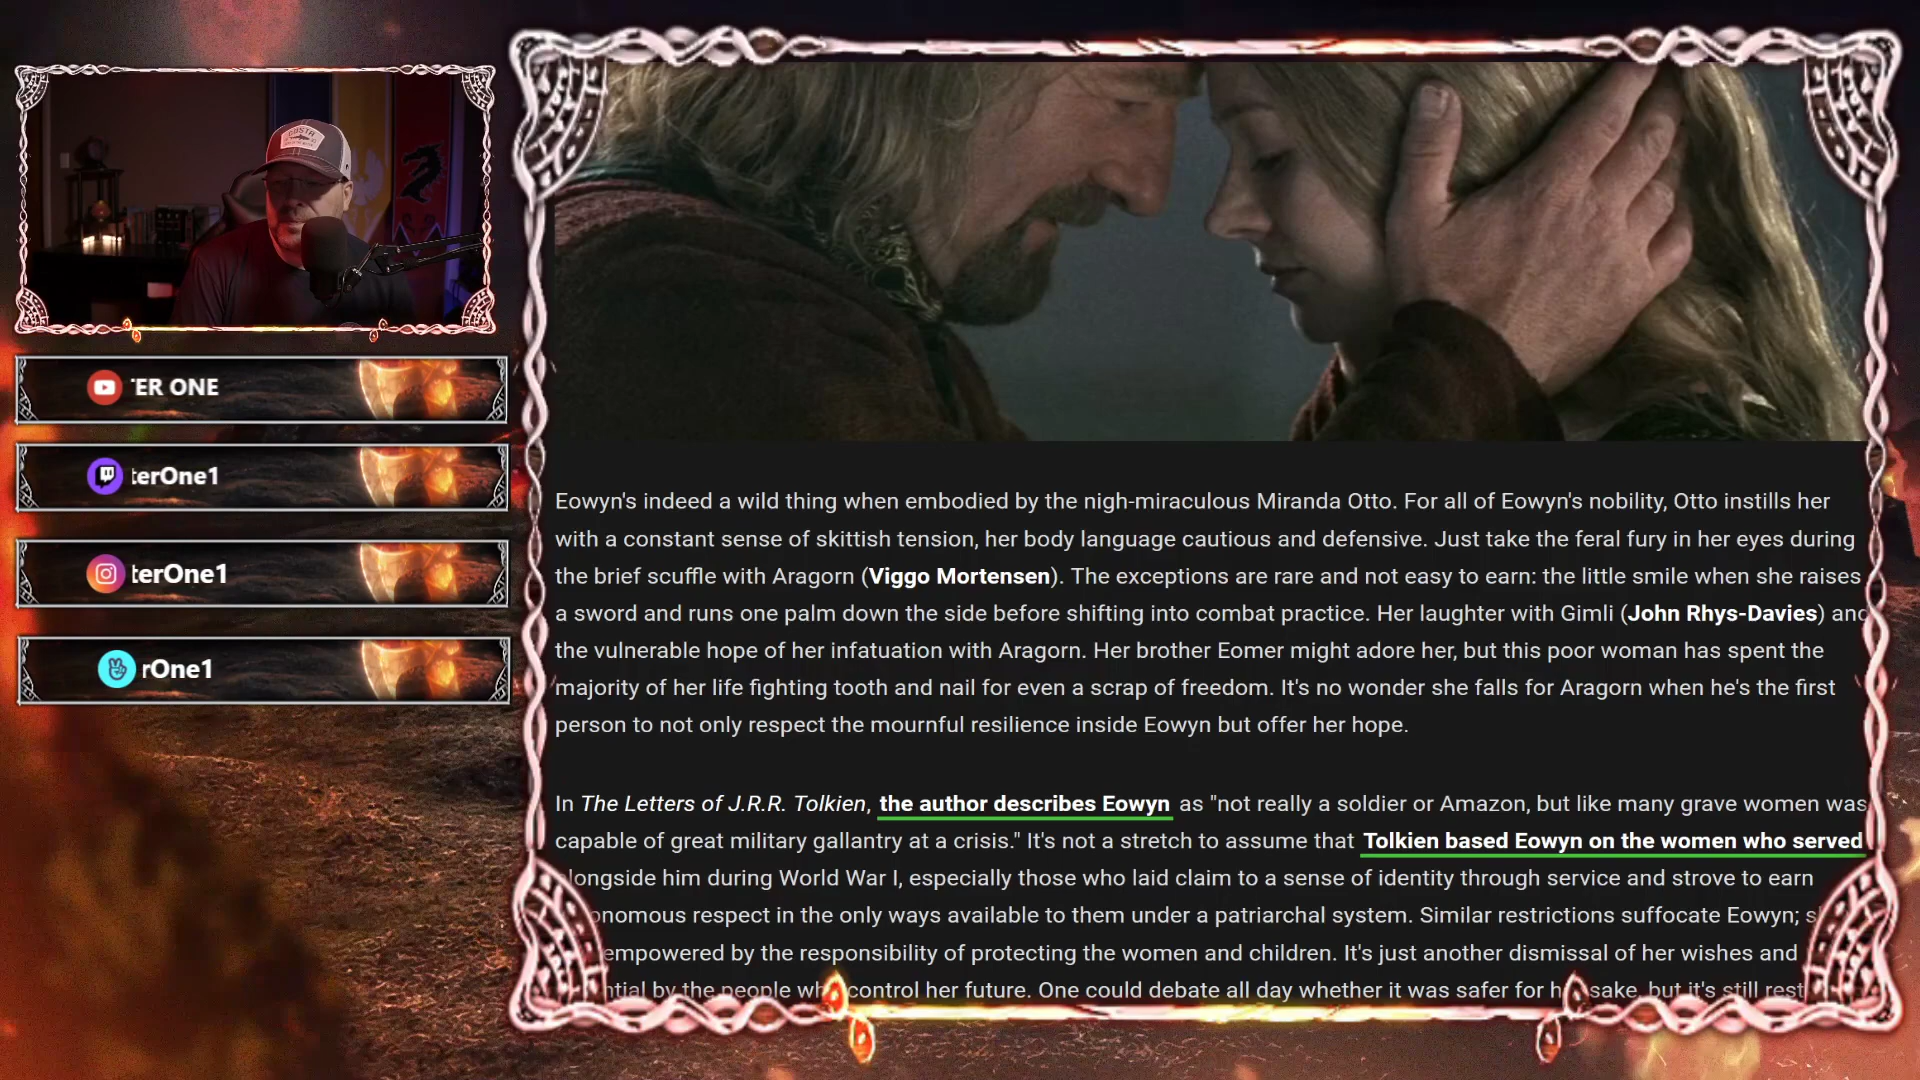 COSTA
ER ONE
terOne1
terOne1
rOne1
Eowyn's indeed a wild thing when embodied by the nigh-miraculous Miranda Otto. For all of Eowyn's nobility, Otto instills her
with a constant sense of skittish tension, her body language cautious and defensive. Just take the feral fury in her eyes during
the brief scuffle with Aragorn (Viggo Mortensen). The exceptions are rare and not easy to earn: the little smile when she raises
a sword and runs one palm down the side before shifting into combat practice. Her laughter with Gimli (John Rhys-Davies) and
the vulnerable hope of her infatuation with Aragorn. Her brother Eomer might adore her, but this poor woman has spent the
majority of her life fighting tooth and nail for even a scrap of freedom. It's no wonder she falls for Aragorn when he's the first
person to not only respect the mournful resilience inside Eowyn but offer her hope.
In The Letters of J.R.R. Tolkien, the author describes Eowyn as "not really a soldier or Amazon, but like many grave women was
capable of great military gallantry at a crisis." It's not a stretch to assume that Tolkien based Eowyn on the women who served
longside him during World War I, especially those who laid claim to a sense of identity through service and strove to earn
onomous respect in the only ways available to them under a patriarchal system. Similar restrictions suffocate Eowyn; s
empowered by the responsibility of protecting the women and children. It's just another dismissal of her wishes and
ntial by the people wh control her future. One could debate all day whether it was safer for h sake, but it's still rest